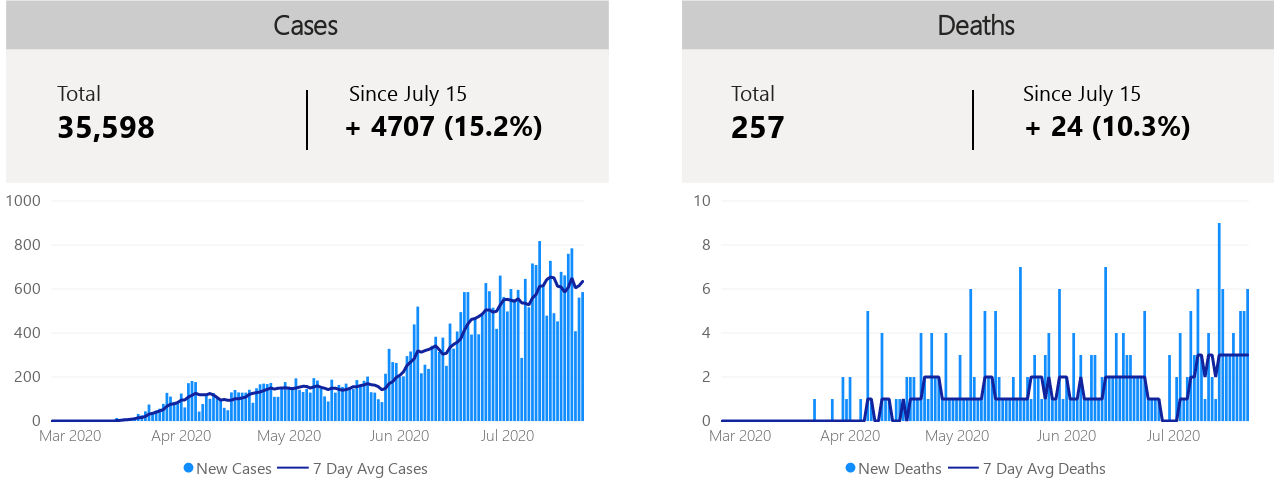 Cases
Total
Since July 15
35,598
+ 4707 (15.2%)
1000
800
600
400
200
0
Mar 2020 Apr 2020 May 2020 Jun 2020 Jul 2020
New Cases 7 Day Avg Cases
Deaths
Total
Since July 15
257
+ 24 (10.3%)
10
8
6
4
2
0
Mar 2020 Apr 2020 May 2020 Jun 2020 Jul 2020
New Deaths 7 Day Avg Deaths